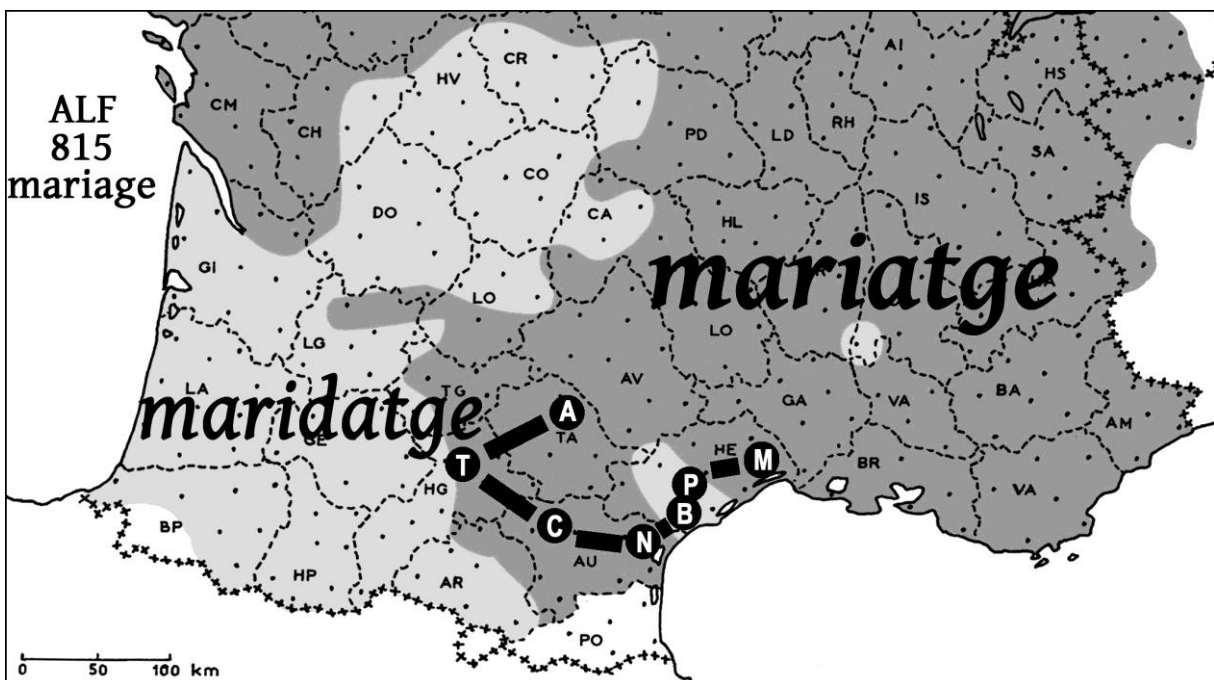 ALF
815
mariage
CR
HV
AI
HS
CM
CH
PD
LD
RH
SA
CO
DO
CA
IS
HL
GI
mariatge
LO
LO
LG
LA
maridatge
TG
AV
GA
VA
BA
AM
A
TA
T
HE
M
BR
HG
P
VA
B
C
N
BP
AU
HP
AR
PO
0 50 100 km